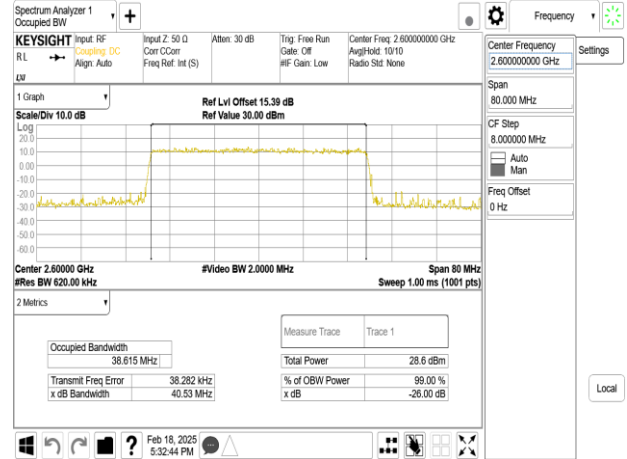 Spectrum Analyzer 1
Occupied BW
Frequency
KEYSIGHT
RL
Input: RF
Coupling: DC
Align: Auto
Input Z: 50 Ω
Corr CCorr
Freq Ref: Int (S)
Atten: 30 dB
Trig: Free Run
Gate: Off
#IF Gain: Low
Center Freq: 2.600000000 GHz
Avg|Hold: 10/10
Radio Std: None
Center Frequency
2.600000000 GHz
Settings
Span
80.000 MHz
CF Step
8.000000 MHz
Auto
Man
Freq Offset
0 Hz
Local
1 Graph
Scale/Div 10.0 dB
Ref Lvl Offset 15.39 dB
Ref Value 30.00 dBm
Log
20.0
10.0
0.00
-10.0
-20.0
-30.0
-40.0
-50.0
-60.0
Center 2.60000 GHz
#Video BW 2.0000 MHz
Span 80 MHz
#Res BW 620.00 kHz
Sweep 1.00 ms (1001 pts)
2 Metrics
Measure Trace
Trace 1
Occupied Bandwidth
38.615 MHz
Total Power
28.6 dBm
Transmit Freq Error
38.282 kHz
% of OBW Power
99.00 %
x dB Bandwidth
40.53 MHz
x dB
-26.00 dB
?
Feb 18, 2025
5:32:44 PM